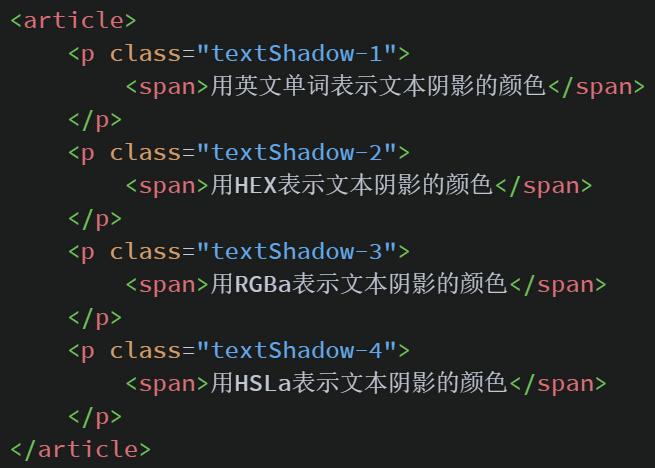 <article>
<p class="textShadow-1">
<span>用英文单词表示文本阴影的颜色</span>
</p>
<p class="textShadow-2">
<span>用HEX表示文本阴影的颜色</span>
</p>
<p class="textShadow-3">
<span>用RGBa表示文本阴影的颜色</span>
</p>
<p class="textShadow-4">
<span>用HSLa表示文本阴影的颜色</span>
</p>
</article>